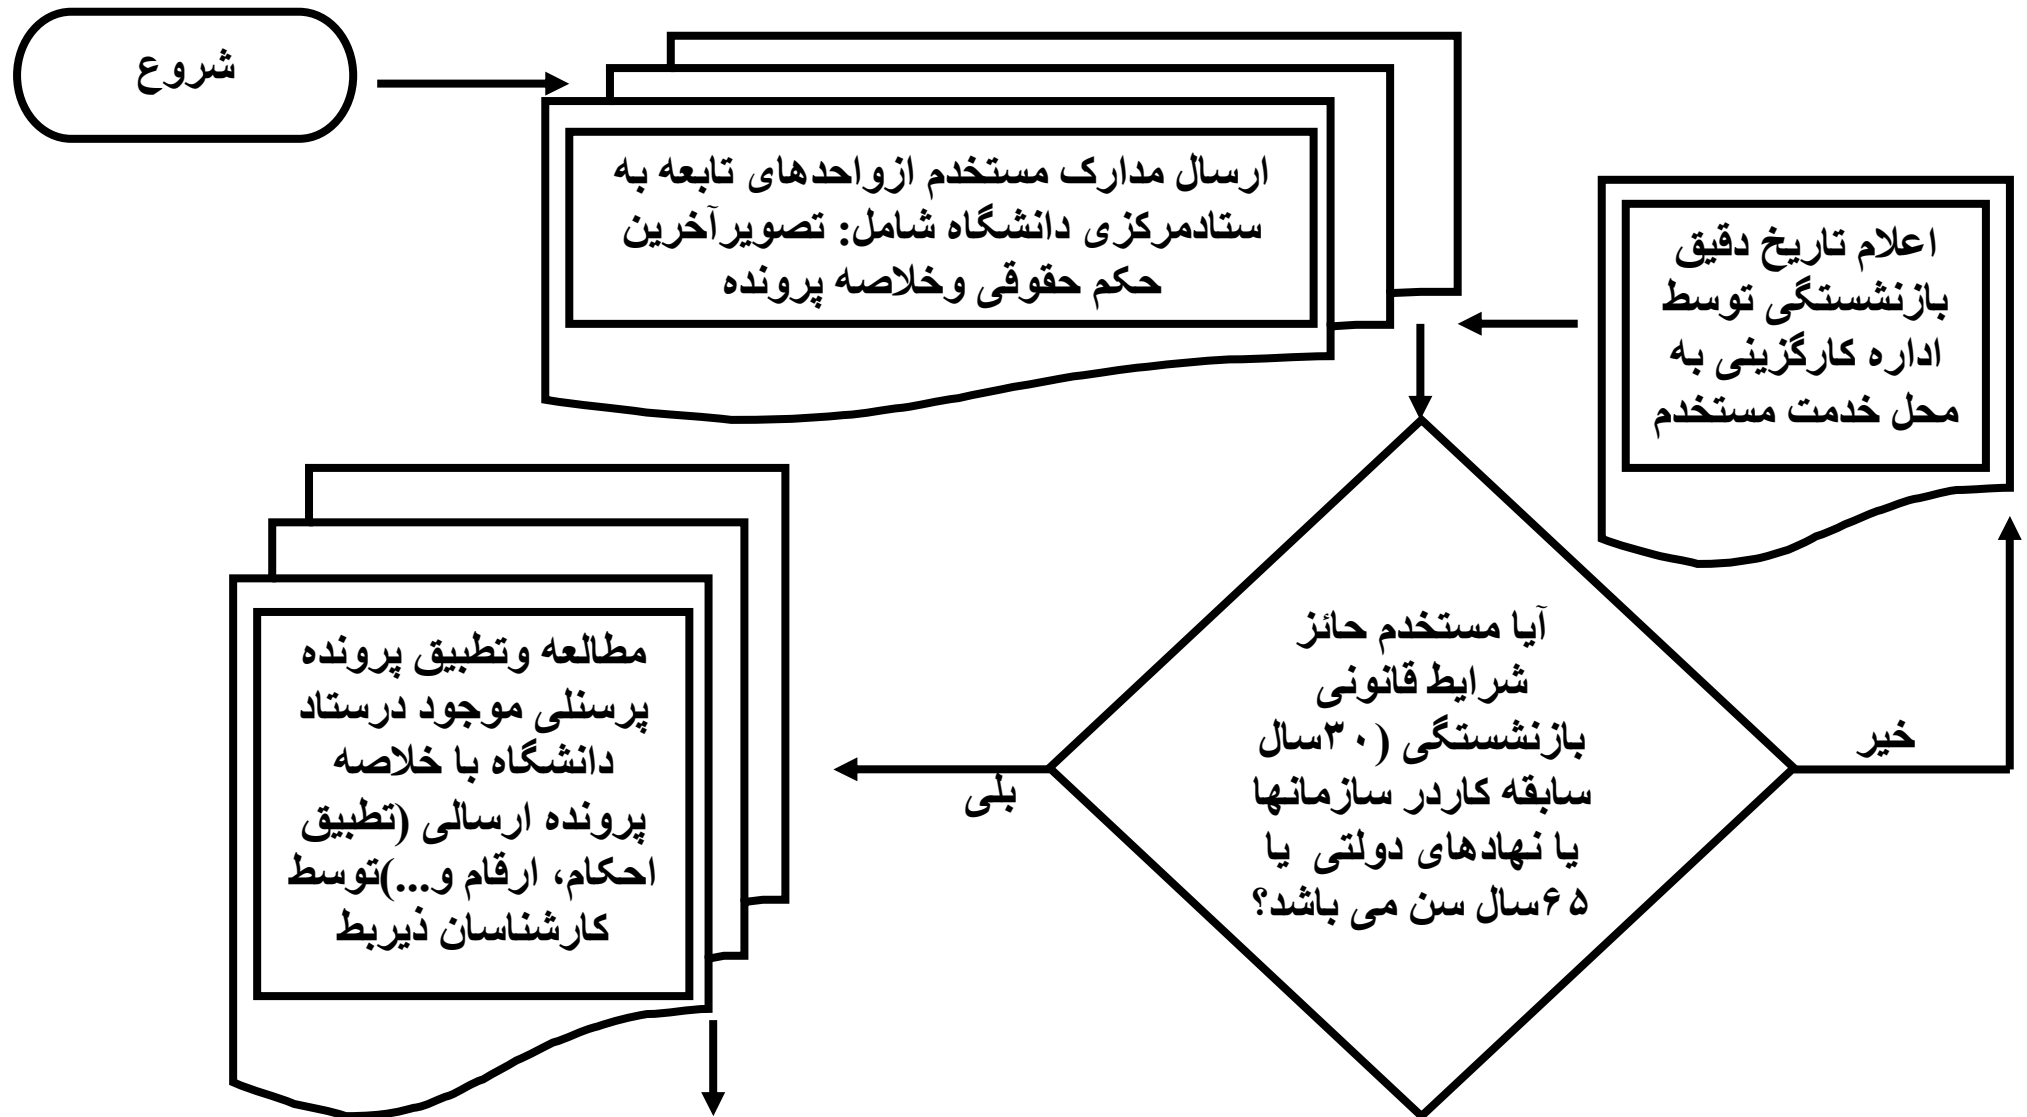 شروع
ارسال مدارک مستخدم ازواحدهای تابعه به
ستادمرکزی دانشگاه شامل: تصویرآخرین
حکم حقوقی وخلاصه پرونده
اعلام تاریخ دقیق
بازنشستگی توسط
اداره کارگزینی به
محل خدمت مستخدم
آیا مستخدم حائز
شرایط قانونی
بازنشستگی (۳۰سال
سابقه کاردر سازمانها
یا نهادهای دولتی یا
۶۵سال سن می باشد؟
خیر
بلی
مطالعه وتطبیق پرونده
پرسنلی موجود درستاد
دانشگاه با خلاصه
پرونده ارسالی (تطبیق
احکام، ارقام و...)توسط
کارشناسان ذیربط